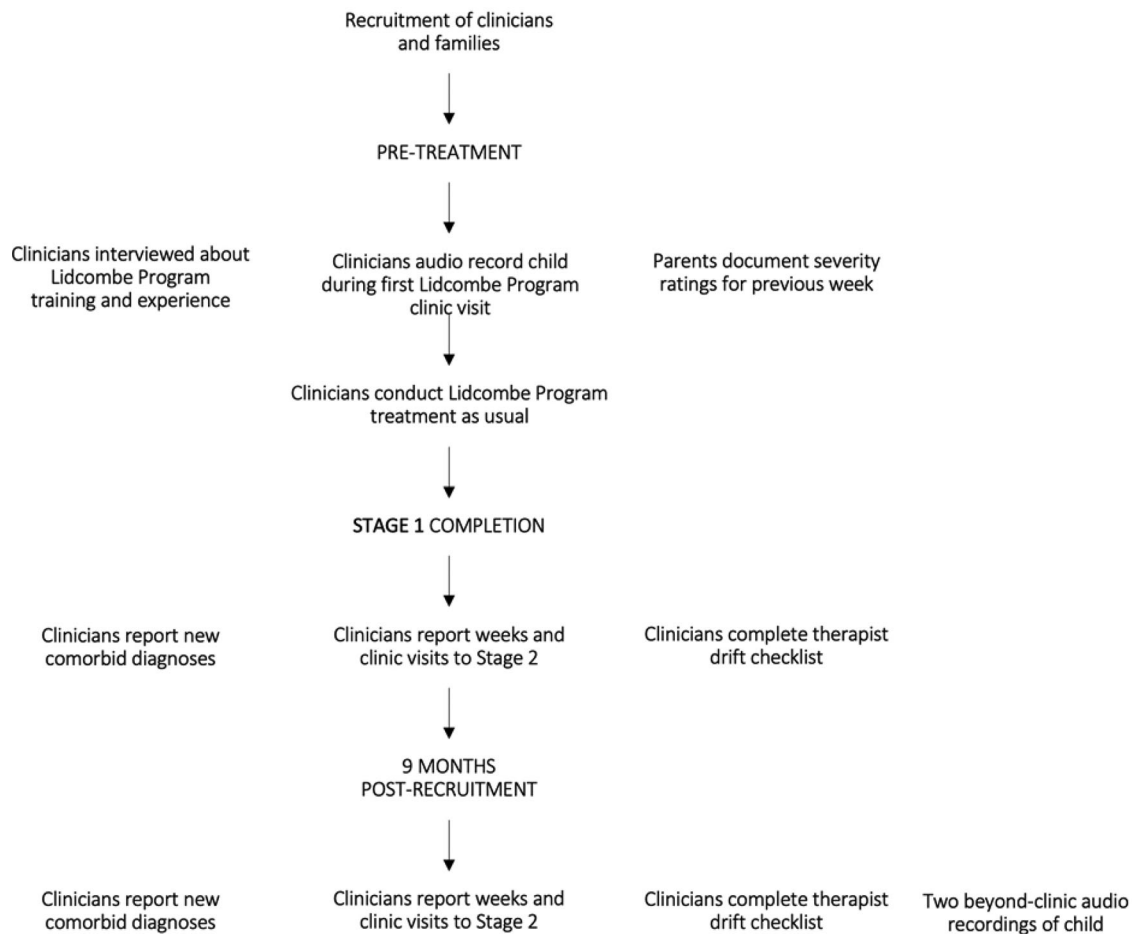 Recruitment of clinicians
and families
PRE-TREATMENT
Clinicians interviewed about
Lidcombe Program
training and experience
Clinicians audio record child
during first Lidcombe Program
clinic visit
Parents document severity
ratings for previous week
Clinicians conduct Lidcombe Program
treatment as usual
STAGE 1 COMPLETION
Clinicians report new
comorbid diagnoses
Clinicians report weeks and
clinic visits to Stage 2
Clinicians complete therapist
drift checklist
9 MONTHS
POST-RECRUITMENT
Clinicians report new
comorbid diagnoses
Clinicians report weeks and
clinic visits to Stage 2
Clinicians complete therapist
drift checklist
Two beyond-clinic audio
recordings of child